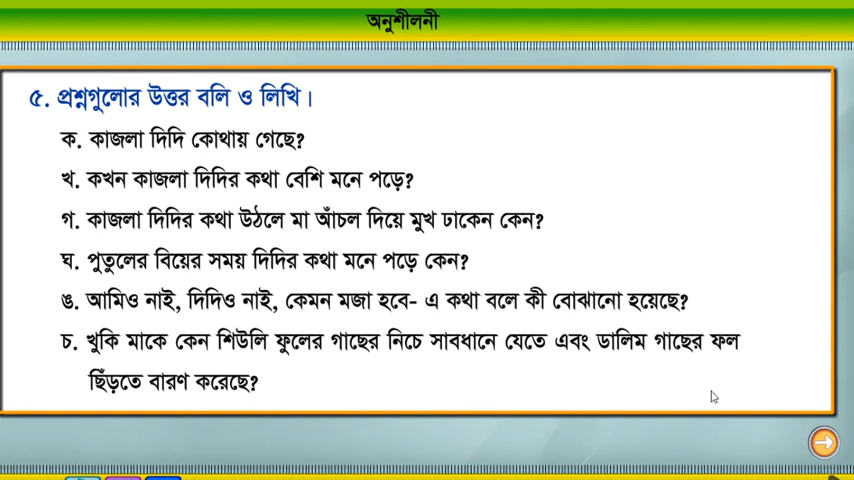 অনুশীলনী
৫. প্রশ্নগুলোর উত্তর বলি ও লিখি।
ক. কাজলা দিদি কোথায় গেছে?
খ. কখন কাজলা দিদির কথা বেশি মনে পড়ে?
গ. কাজলা দিদির কথা উঠলে মা আঁচল দিয়ে মুখ ঢাকেন কেন?
ঘ. পুতুলের বিয়ের সময় দিদির কথা মনে পড়ে কেন?
ঙ. আমিও নাই, দিদিও নাই, কেমন মজা হবে- এ কথা বলে কী বোঝানো হয়েছে?
চ. খুকি মাকে কেন শিউলি ফুলের গাছের নিচে সাবধানে যেতে এবং ডালিম গাছের ফল
ছিঁড়তে বারণ করেছে?